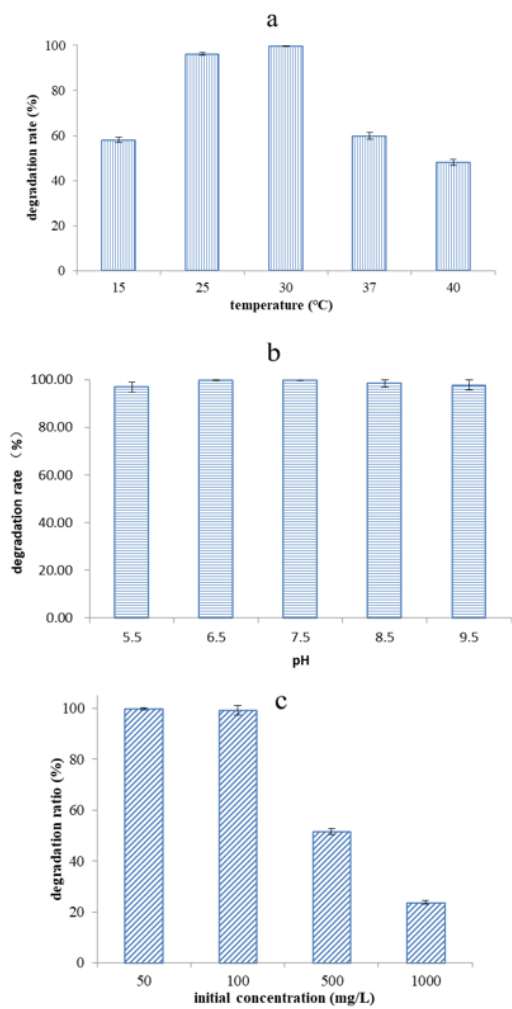 a
degradation rate (%)
100
80
60
40
20
0
15 25 30 37 40
temperature (℃)
b
degradation rate（%）
100.00
80.00
60.00
40.00
20.00
0.00
5.5 6.5 7.5 8.5 9.5
pH
c
degradation ratio (%)
100
80
60
40
20
0
50 100 500 1000
initial concentration (mg/L)